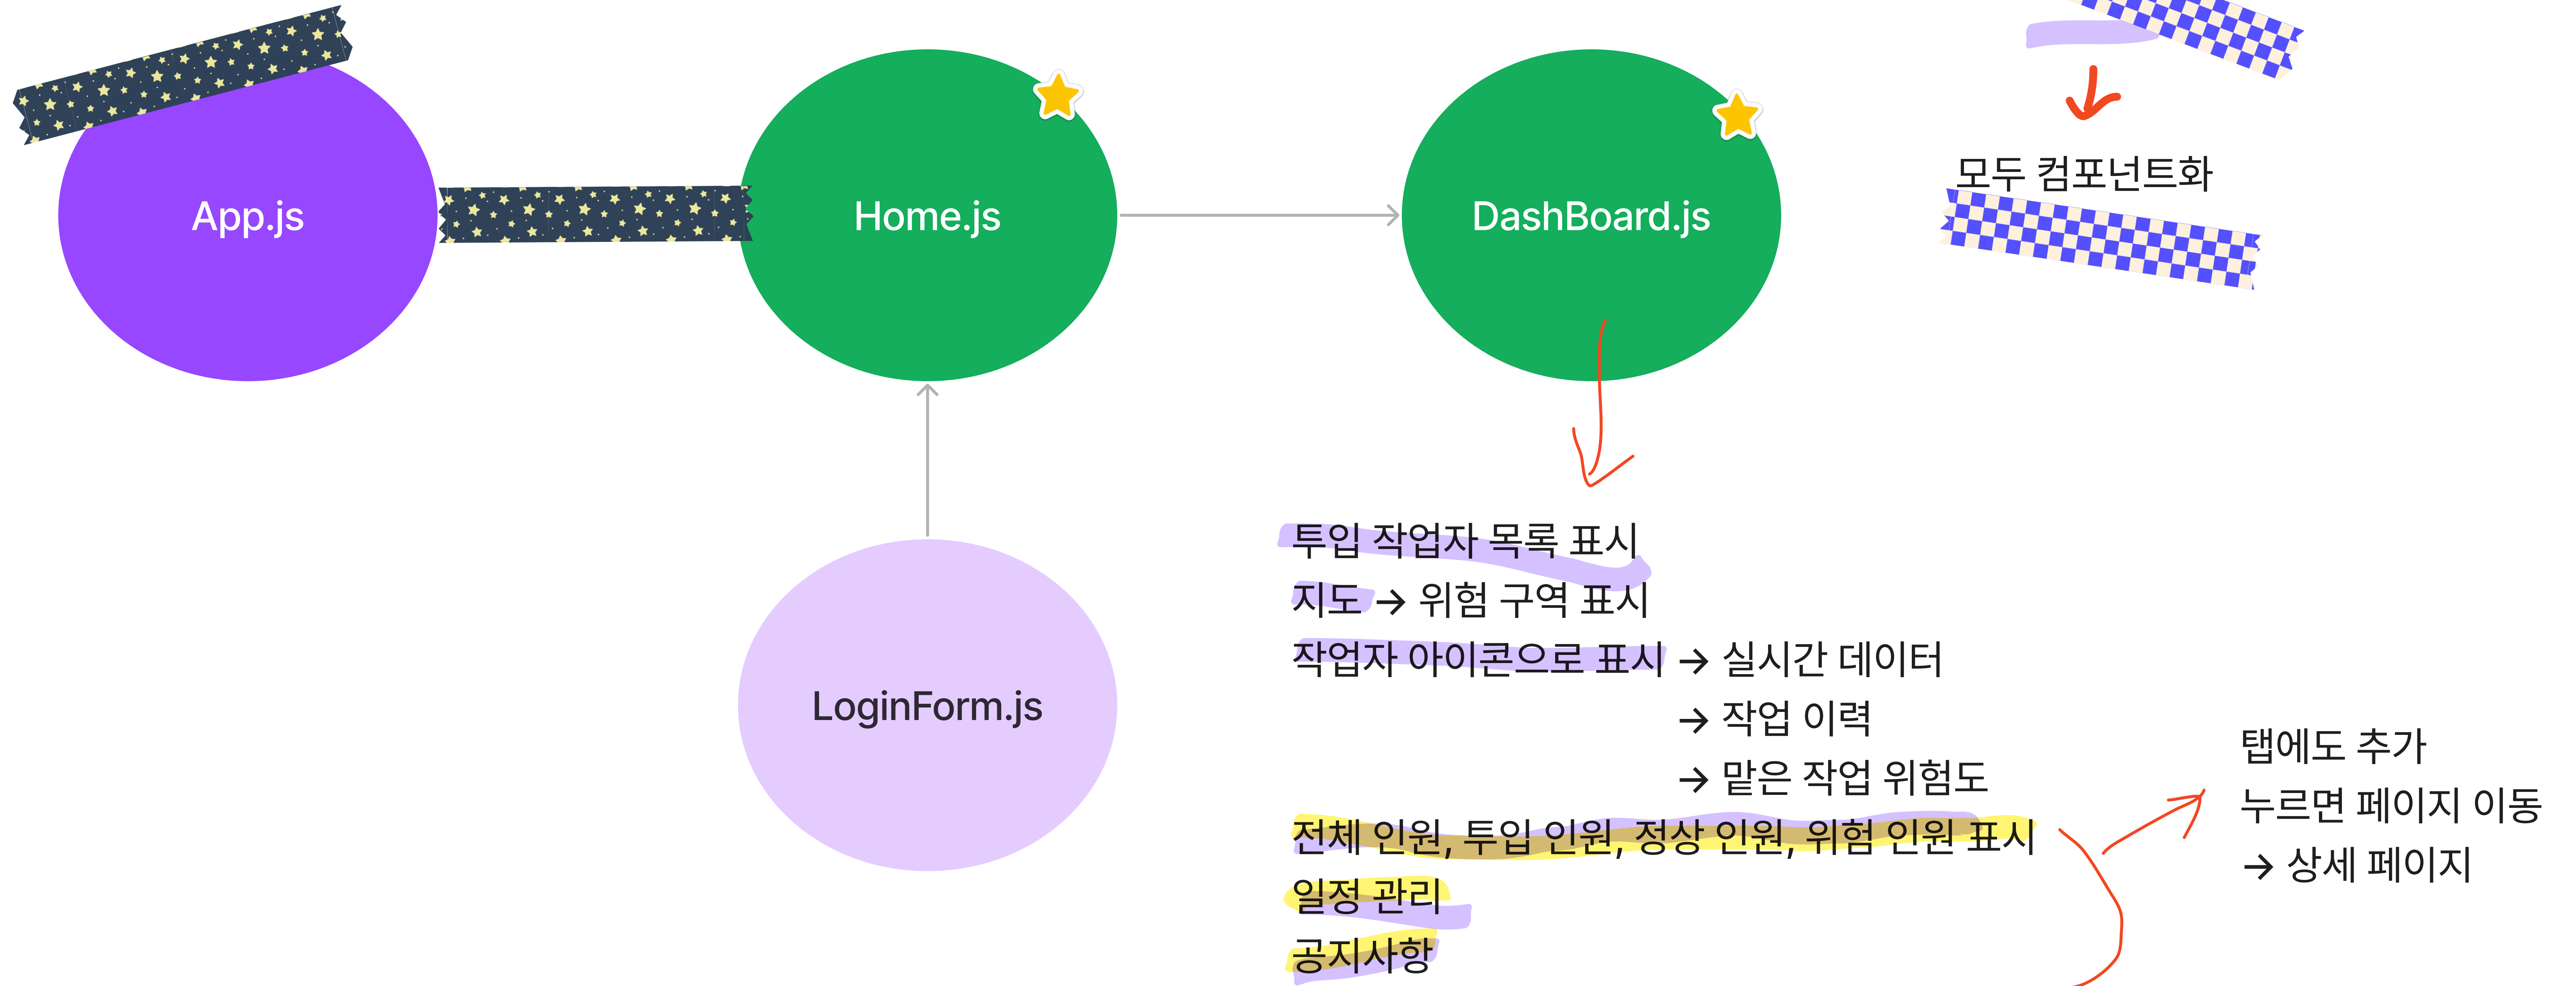 App.js
Home.js
DashBoard.js
모두 컴포넌트화
LoginForm.js
투입 작업자 목록 표시
지도 → 위험 구역 표시
작업자 아이콘으로 표시 → 실시간 데이터
→ 작업 이력
→ 맡은 작업 위험도
전체 인원, 투입 인원, 정상 인원, 위험 인원 표시
일정 관리
공지사항
탭에도 추가
누르면 페이지 이동
→ 상세 페이지